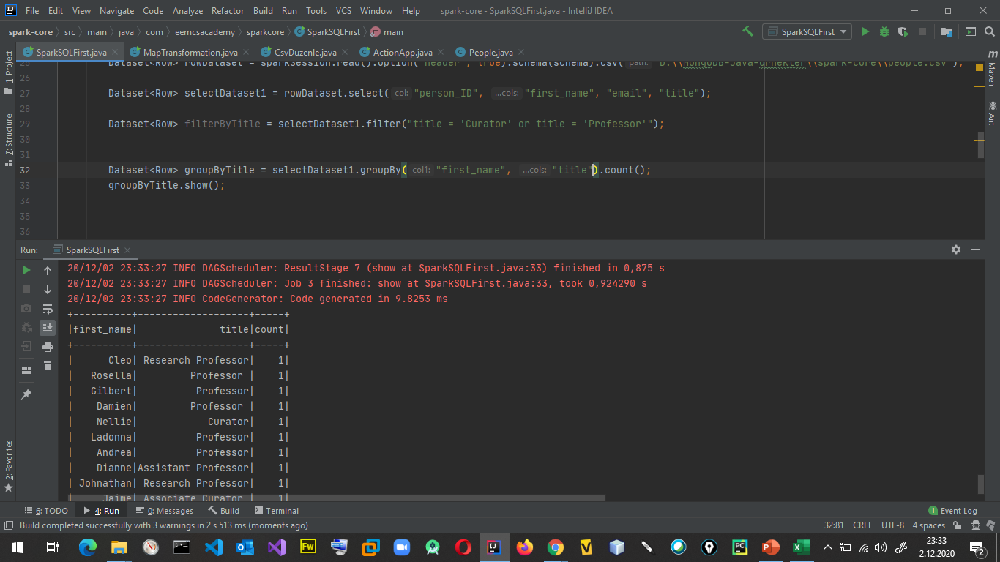 File Edit View Navigate Code Analyze Refactor Build Run Tools VCS Window Help spark-core - SparkSQLFirst.java - IntelliJ IDEA
spark-core src main java com eemcsacademy sparkcore SparkSQLFirst main SparkSQLFirst
SparkSQLFirst.java MapTransformation.java CsvDuzenle.java ActionApp.java People.java
1: Project
7: Structure
2: Favorites
Maven
Ant
25 Dataset<Row> rowDataset = sparkSession.read().option("header", true).schema(schema).csv( path: "D:\\MongoDB-Java-Ornekler\\spark-core\\people.csv");
26
27 Dataset<Row> selectDataset1 = rowDataset.select( col: "person_ID", ...cols: "first_name", "email", "title");
28
29 Dataset<Row> filterByTitle = selectDataset1.filter("title = 'Curator' or title = 'Professor'");
30
31
32 Dataset<Row> groupByTitle = selectDataset1.groupBy( col1: "first_name", ...cols: "title").count();
33 groupByTitle.show();
34
35
36
Run: SparkSQLFirst
20/12/02 23:33:27 INFO DAGScheduler: ResultStage 7 (show at SparkSQLFirst.java:33) finished in 0,875 s
20/12/02 23:33:27 INFO DAGScheduler: Job 3 finished: show at SparkSQLFirst.java:33, took 0,924290 s
20/12/02 23:33:27 INFO CodeGenerator: Code generated in 9.8253 ms
+----------+-------------------+-----+
|first_name|              title|count|
+----------+-------------------+-----+
|      Cleo| Research Professor|    1|
|   Rosella|         Professor |    1|
|   Gilbert|          Professor|    1|
|    Damien|         Professor |    1|
|    Nellie|            Curator|    1|
|   Ladonna|          Professor|    1|
|    Andrea|          Professor|    1|
|    Dianne|Assistant Professor|    1|
| Johnathan| Research Professor|    1|
|     Jaime| Associate Curator |    1|
6: TODO 4: Run 0: Messages Build Terminal 1 Event Log
Build completed successfully with 3 warnings in 2 s 513 ms (moments ago) 32:81 CRLF UTF-8 4 spaces
23:33
2.12.2020
2